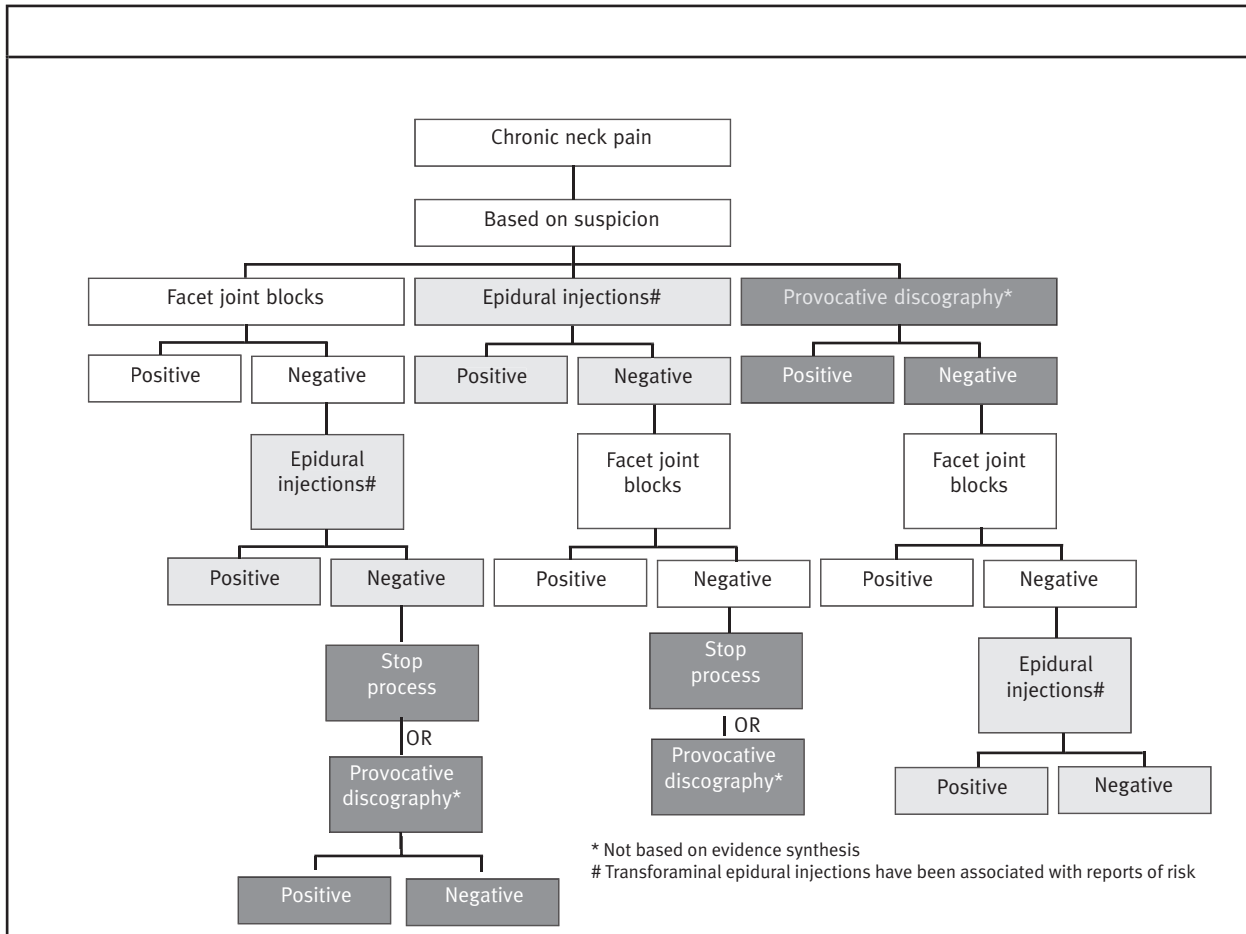 Chronic neck pain
Based on suspicion
Facet joint blocks
Epidural injections#
Provocative discography*
Positive
Negative
Positive
Negative
Positive
Negative
Epidural
injections#
Facet joint
blocks
Facet joint
blocks
Positive
Negative
Positive
Negative
Positive
Negative
Stop
process
Stop
process
Epidural
injections#
OR
OR
Provocative
discography*
Provocative
discography*
Positive
Negative
Positive
Negative
* Not based on evidence synthesis
# Transforaminal epidural injections have been associated with reports of risk